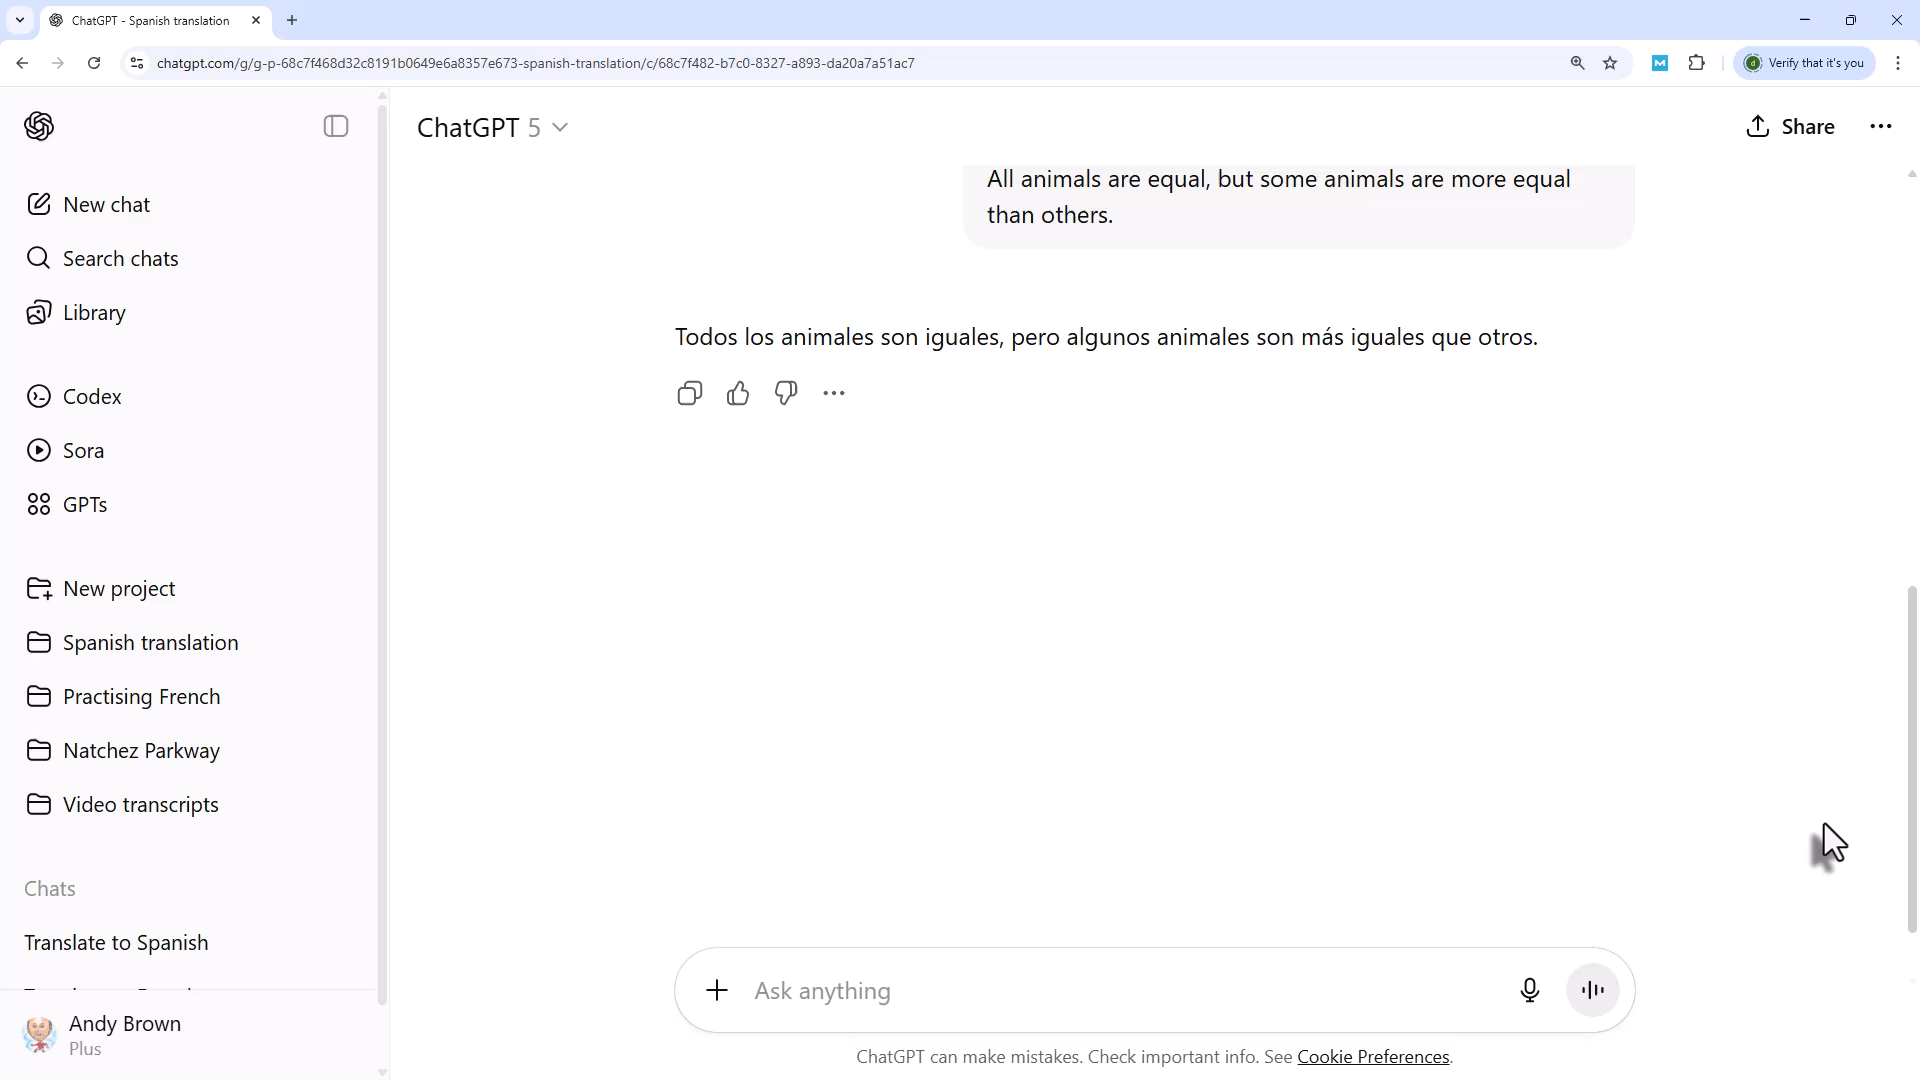 ChatGPT - Spanish translation
chatgpt.com/g/g-p-68c7f468d32c8191b0649e6a8357e673-spanish-translation/c/68c7f482-b7c0-8327-a893-da20a7a51ac7
M
d
Verify that it's you
ChatGPT 5
Share
New chat
Search chats
Library
Codex
Sora
GPTs
New project
Spanish translation
Practising French
Natchez Parkway
Video transcripts
Chats
Translate to Spanish
Andy Brown
Plus
All animals are equal, but some animals are more equal
than others.
Todos los animales son iguales, pero algunos animales son más iguales que otros.
Ask anything
ChatGPT can make mistakes. Check important info. See Cookie Preferences.